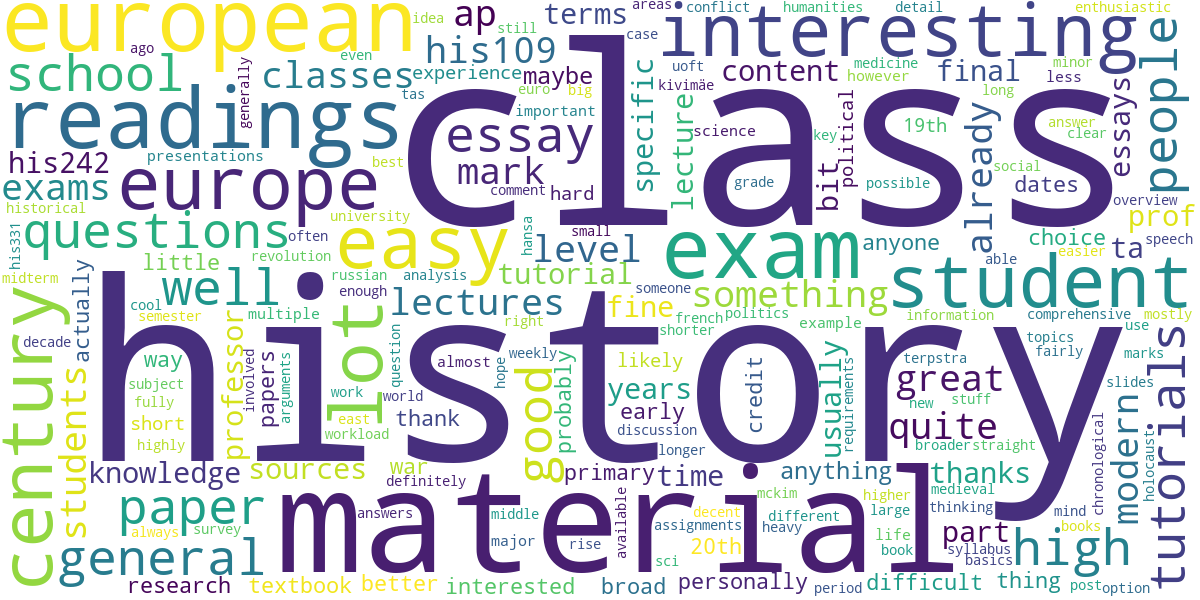 european
idea
ap
terms
areas
conflict
humanities
detail
enthusiastic
still
ago
case
interesting
people
school
classes
his109
experience
maybe
even
tas
euro
big
uoft
kivimäe
content
medicine
however
final
minor
less
long
readings
generally
class
important
essay
specific
lecture
science
political
key
19th
already
answer
clear
essays
his242
presentations
best
mark
comment
hard
grade
bit
possible
social
dates
exams
europe
overview
historical
university
small
prof
his331
questions
often
easy
hansa
level
exam
anyone
able
choice
easier
ta
speech
revolution
midterm
little
russian
analysis
tutorial
someone
something
student
actually
well
enough
lectures
cool
semester
multiple
lot
right
fine
french
shorter
politics
example
information
comprehensive
mostly
decade
century
history
question
almost
weekly
topics
use
fairly
way
professor
involved
papers
arguments
hope
likely
terpstra
marks
tutorials
subject
fully
work
world
good
probably
years
credit
usually
requirements
great
slides
new
stuff
students
short
east
thank
early
quite
modern
highly
workload
discussion
longer
broader
straight
chronological
holocaust
knowledge
sources
war
definitely
primary
time
anything
thanks
available
mckim
higher
medieval
paper
always
survey
material
answers
middle
decent
assignments
different
heavy
large
thinking
mind
books
general
major
rise
20th
life
book
part
syllabus
basics
high
sci
research
textbook
better
interested
broad
personally
period
difficult
thing
post
option